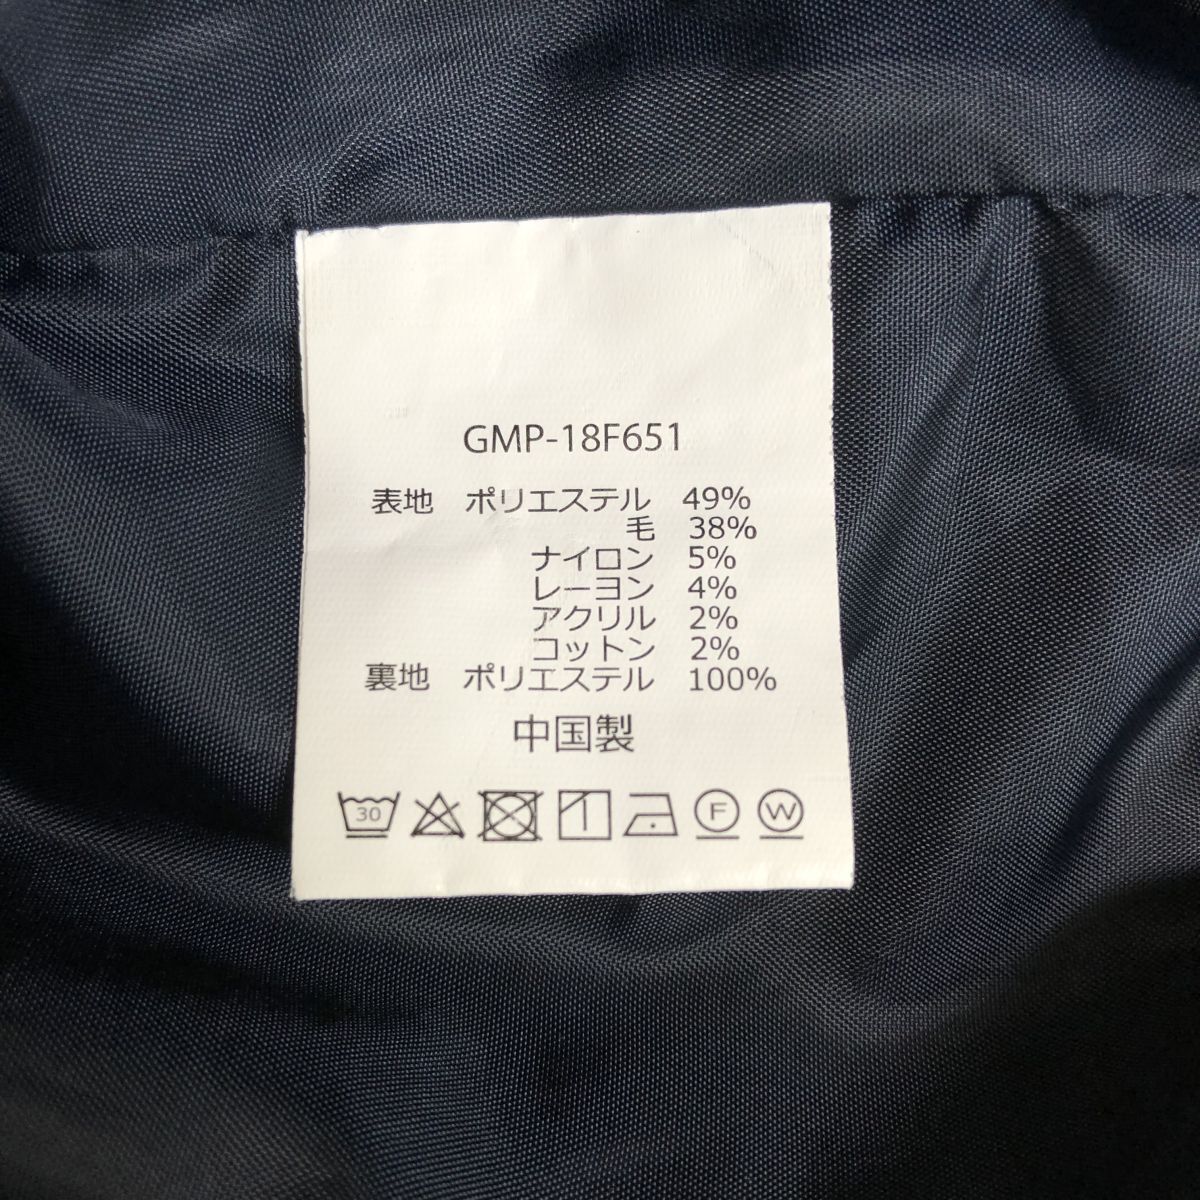 GMP-18F651
表地 ポリエステル 49%
毛 38%
ナイロン 5%
レーヨン 4%
アクリル 2%
コットン 2%
裏地 ポリエステル 100%
中国製
30 F W